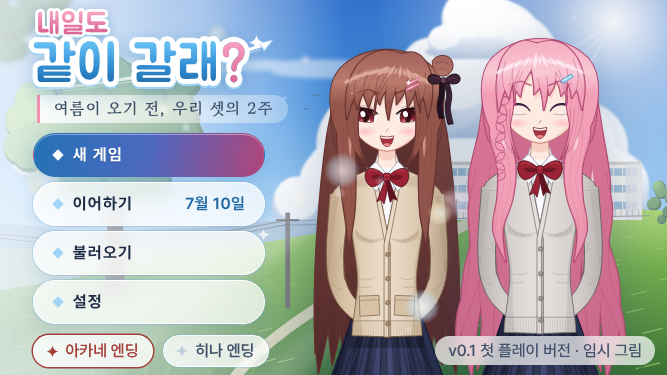 내일도
같이 갈래?
여름이 오기 전, 우리 셋의 2주
새 게임
이어하기 7월 10일
불러오기
설정
아카네 엔딩 히나 엔딩
v0.1 첫 플레이 버전 · 임시 그림